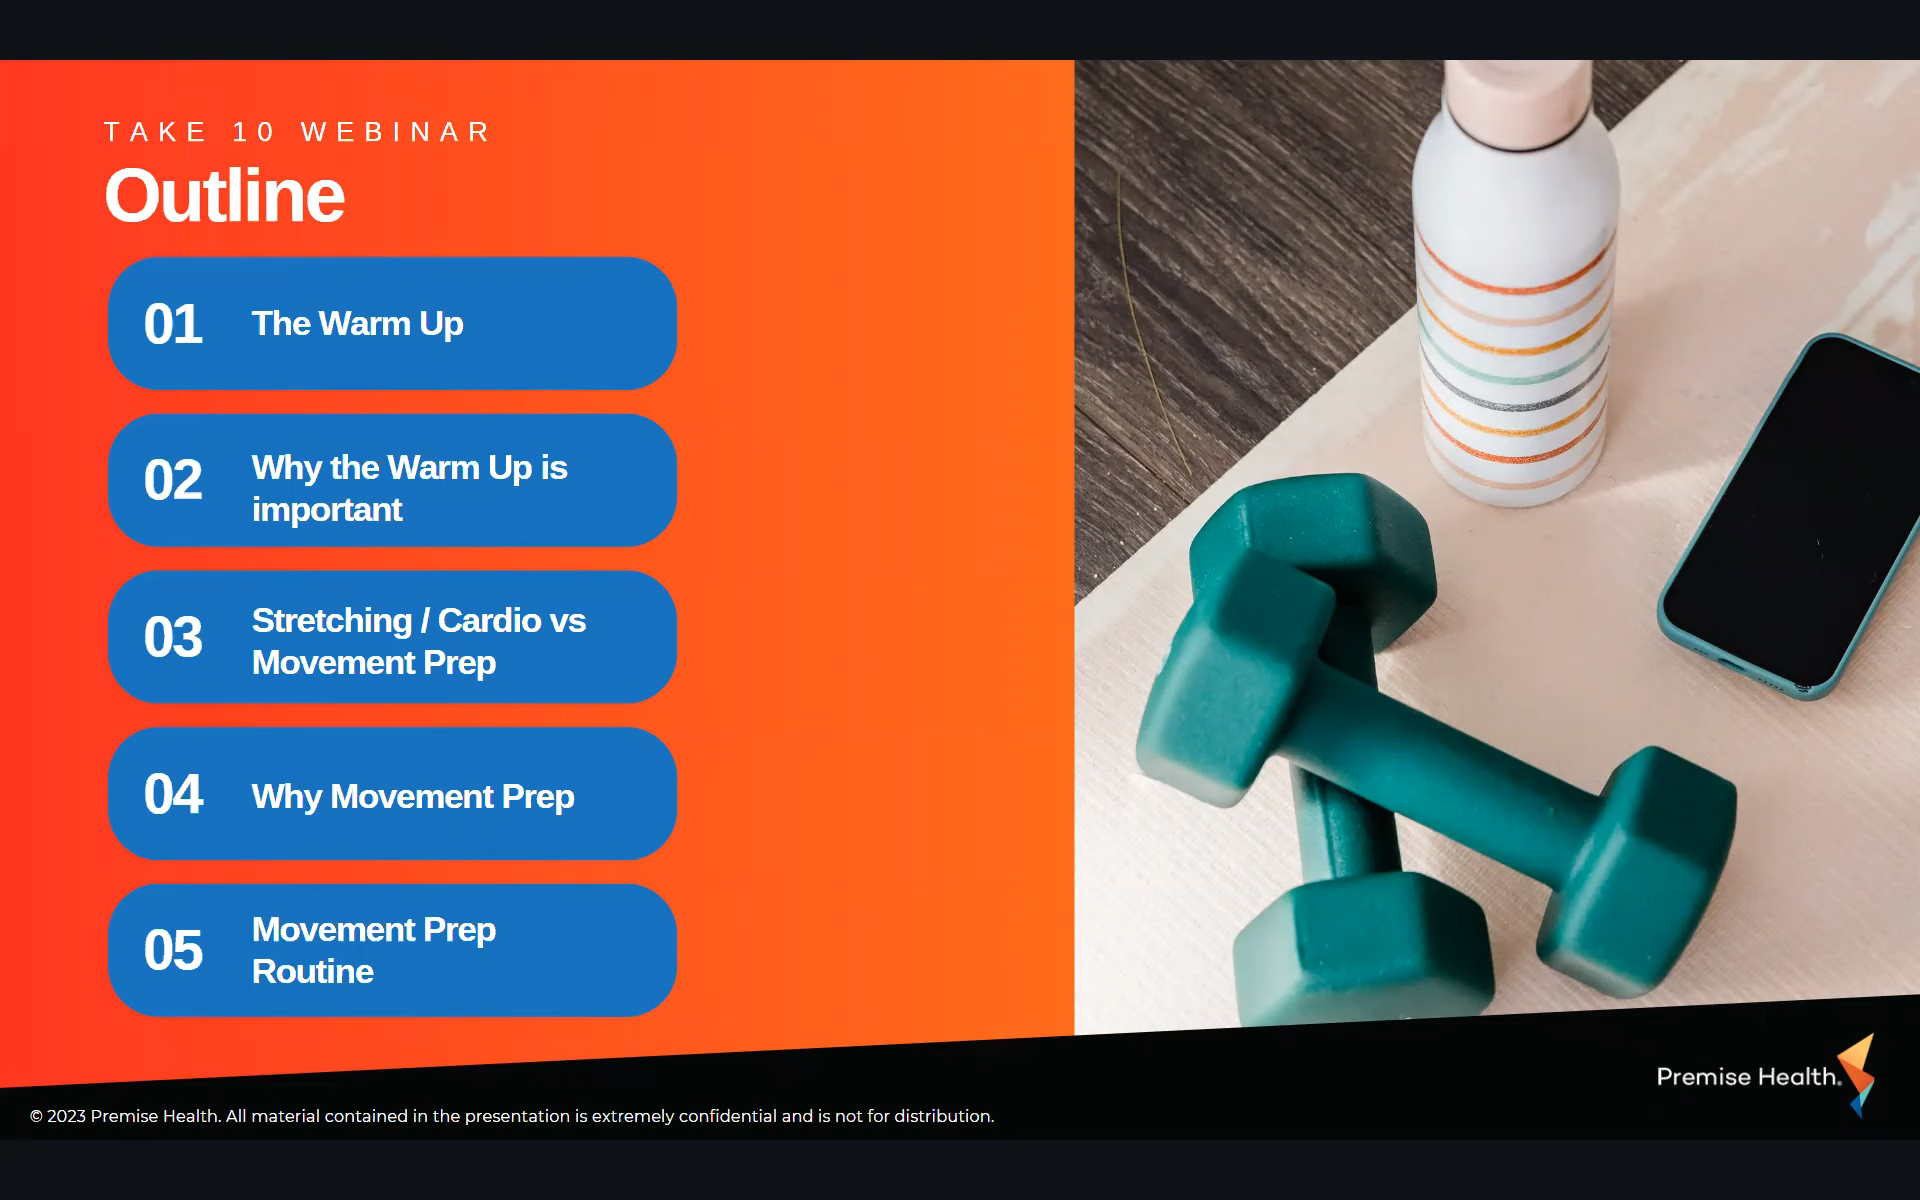 TAKE 10 WEBINAR
Outline
01 The Warm Up
02 Why the Warm Up is
important
03 Stretching / Cardio vs
Movement Prep
04 Why Movement Prep
05 Movement Prep
Routine
Premise Health.
© 2023 Premise Health. All material contained in the presentation is extremely confidential and is not for distribution.